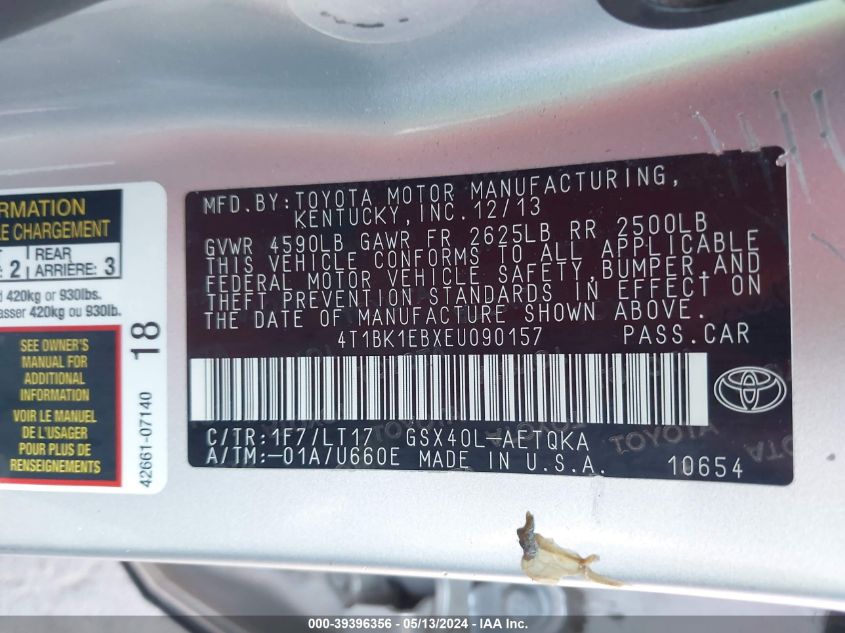 RMATION
E CHARGEMENT
REAR
2 ARRIÈRE: 3
d 420kg or 930lbs.
asser 420kg ou 930lb.
SEE OWNER'S
MANUAL FOR
ADDITIONAL
INFORMATION
VOIR LE MANUEL
DE L'USAGER
POUR PLUS DE
RENSEIGNEMENTS
18
42661-07140
MFD.BY:TOYOTA MOTOR MANUFACTURING,
KENTUCKY,INC.12/13
GVWR 4590LB GAWR FR 2625LB RR 2500LB
THIS VEHICLE CONFORMS TO ALL APPLICABLE
FEDERAL MOTOR VEHICLE SAFETY,BUMPER,AND
THEFT PREVENTION STANDARDS IN EFFECT ON
THE DATE OF MANUFACTURE SHOWN ABOVE.
4T1BK1EBXEU090157 PASS.CAR
C/TR:1F7/LT17 GSX40L-AETQKA
A/TM:-01A/U660E MADE IN U.S.A. 10654
TOYOTA
000-39396356 - 05/13/2024 - IAAI.com